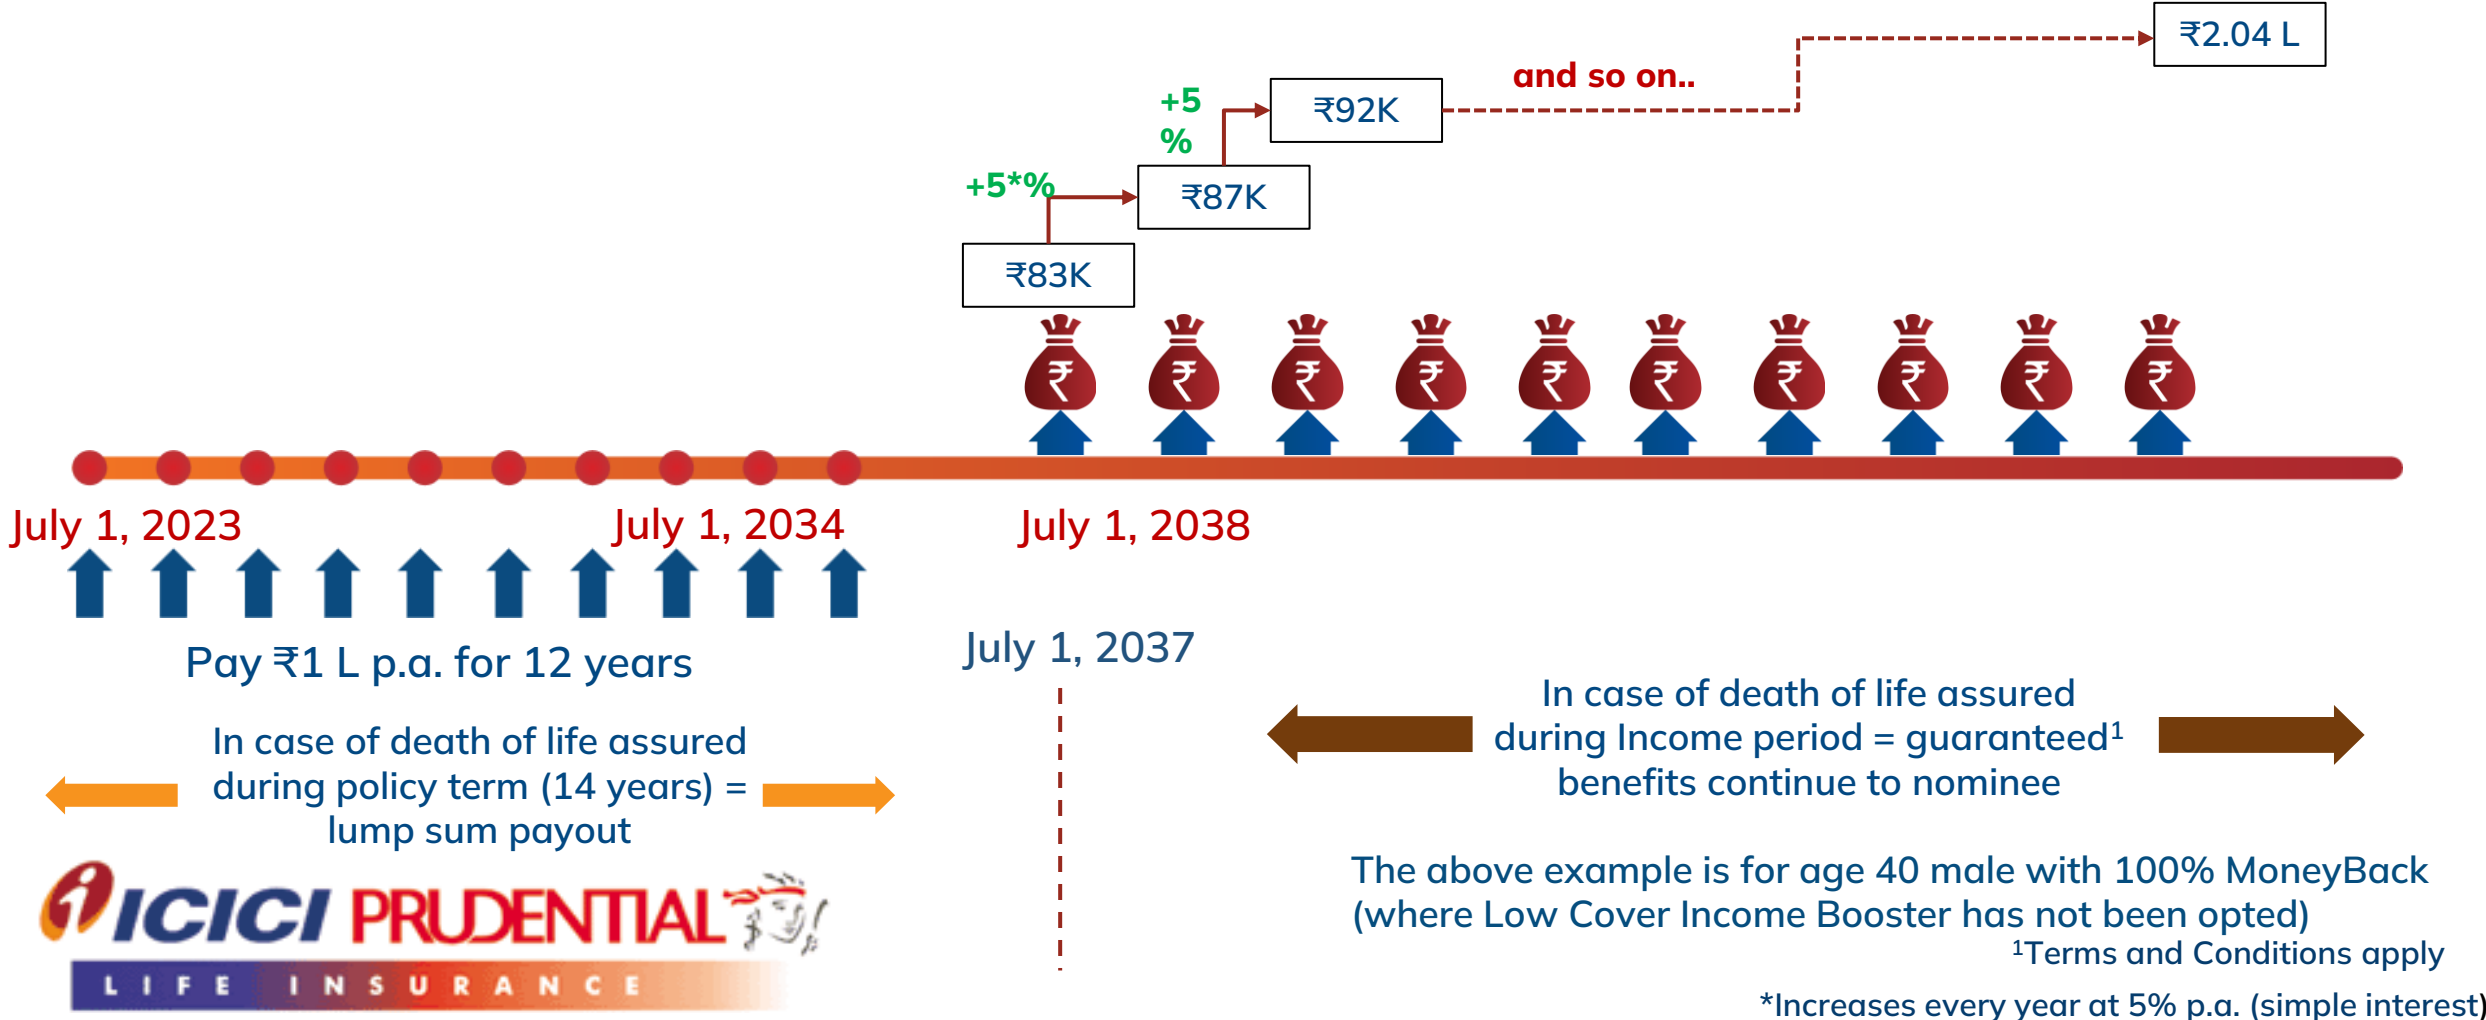 ₹2.04 L
and so on..
+5
%
₹92K
+5*%
₹87K
₹83K
₹ ₹ ₹ ₹ ₹ ₹ ₹ ₹ ₹ ₹
July 1, 2023
July 1, 2034
July 1, 2038
Pay ₹1 L p.a. for 12 years
July 1, 2037
In case of death of life assured
during policy term (14 years) =
lump sum payout
In case of death of life assured
during Income period = guaranteed¹
benefits continue to nominee
The above example is for age 40 male with 100% MoneyBack
(where Low Cover Income Booster has not been opted)
¹Terms and Conditions apply
*Increases every year at 5% p.a. (simple interest)
ICICI PRUDENTIAL
LIFE INSURANCE